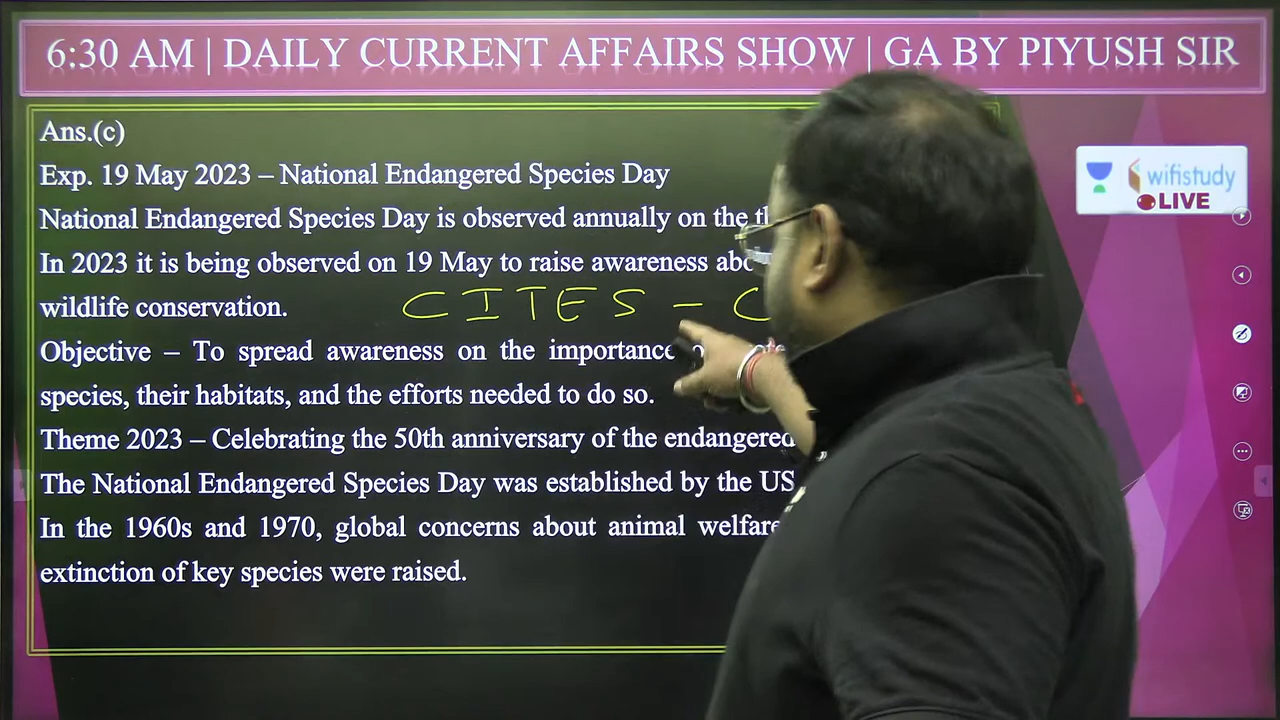 6:30 AM | DAILY CURRENT AFFAIRS SHOW | GA BY PIYUSH SIR
Ans.(c)
Exp. 19 May 2023 – National Endangered Species Day
National Endangered Species Day is observed annually on the
In 2023 it is being observed on 19 May to raise awareness
wildlife conservation.
CITES - C
Objective – To spread awareness on the importance
species, their habitats, and the efforts needed to do so.
Theme 2023 – Celebrating the 50th anniversary of the endangered
The National Endangered Species Day was established by the US
In the 1960s and 1970, global concerns about animal welfare
extinction of key species were raised.
wifistudy
LIVE